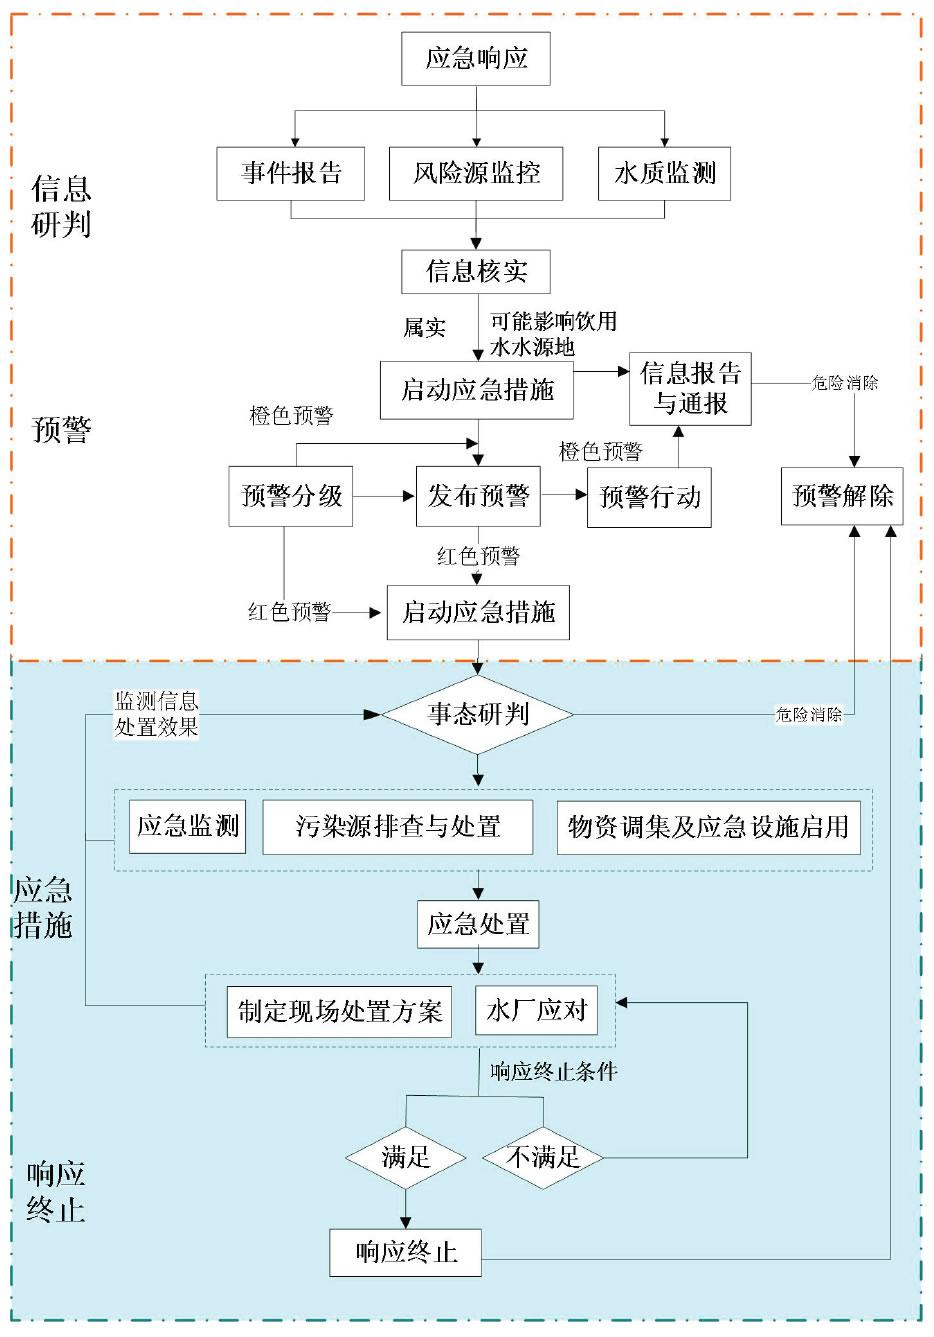 应急响应
事件报告
风险源监控
水质监测
信息
研判
信息核实
属实
可能影响饮用
水水源地
启动应急措施
信息报告
与通报
危险消除
预警
橙色预警
橙色预警
预警分级
发布预警
预警行动
预警解除
红色预警
红色预警
启动应急措施
监测信息
处置效果
事态研判
危险消除
应急监测
污染源排查与处置
物资调集及应急设施启用
应急
措施
应急处置
制定现场处置方案
水厂应对
响应终止条件
满足
不满足
响应
终止
响应终止